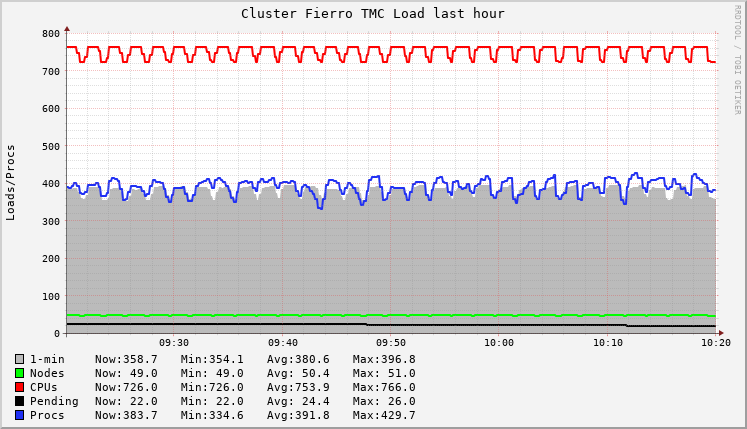 Cluster Fierro TMC Load last hour
RRDTOOL / TOBI OETIKER
Loads/Procs
800
700
600
500
400
300
200
100
0
09:30 09:40 09:50 10:00 10:10 10:20
1-min Now:358.7 Min:354.1 Avg:380.6 Max:396.8
Nodes Now: 49.0 Min: 49.0 Avg: 50.4 Max: 51.0
CPUs Now:726.0 Min:726.0 Avg:753.9 Max:766.0
Pending Now: 22.0 Min: 22.0 Avg: 24.4 Max: 26.0
Procs Now:383.7 Min:334.6 Avg:391.8 Max:429.7